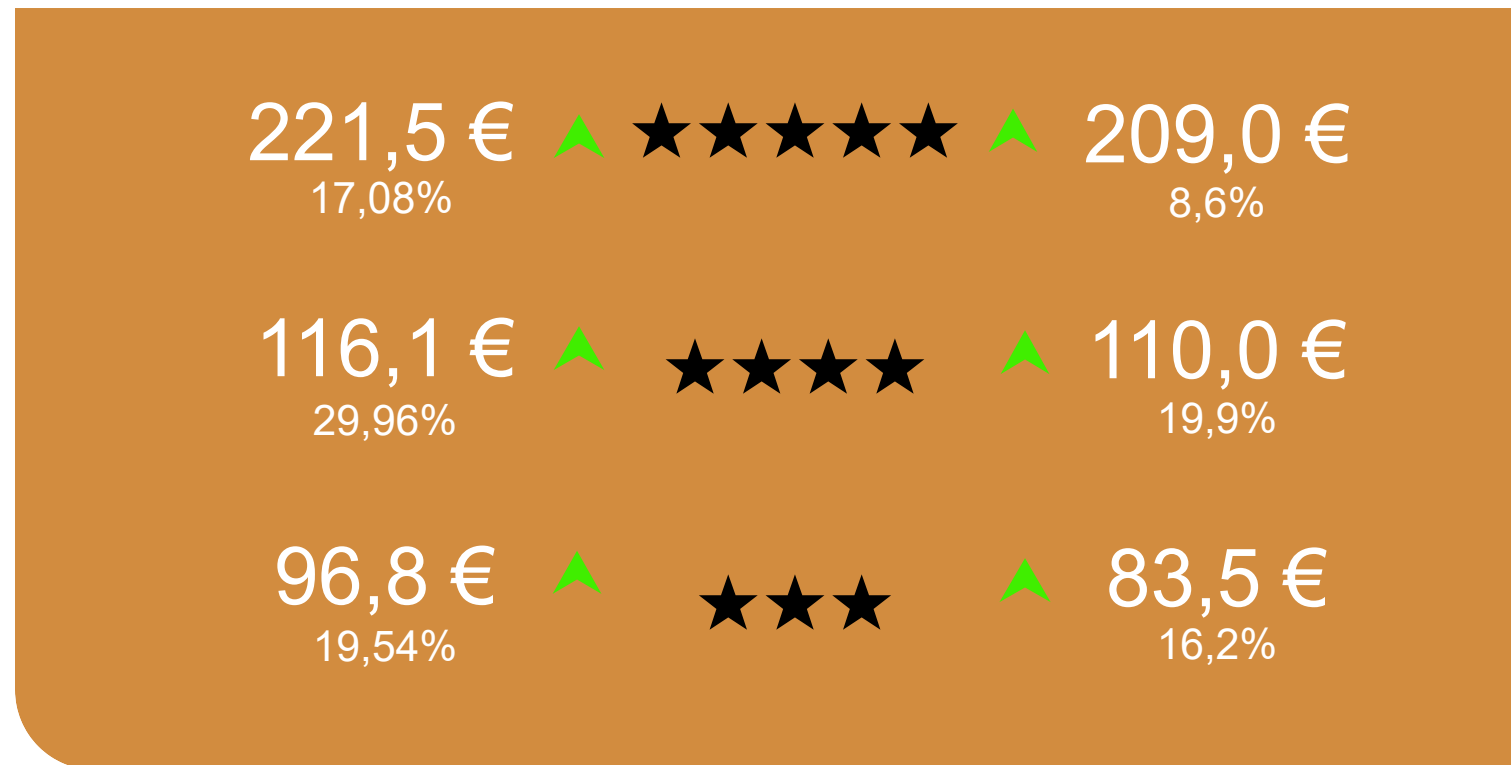 221,5 € ★★★★★ 209,0 €
17,08% 8,6%
116,1 € ★★★★ 110,0 €
29,96% 19,9%
96,8 € ★★★ 83,5 €
19,54% 16,2%